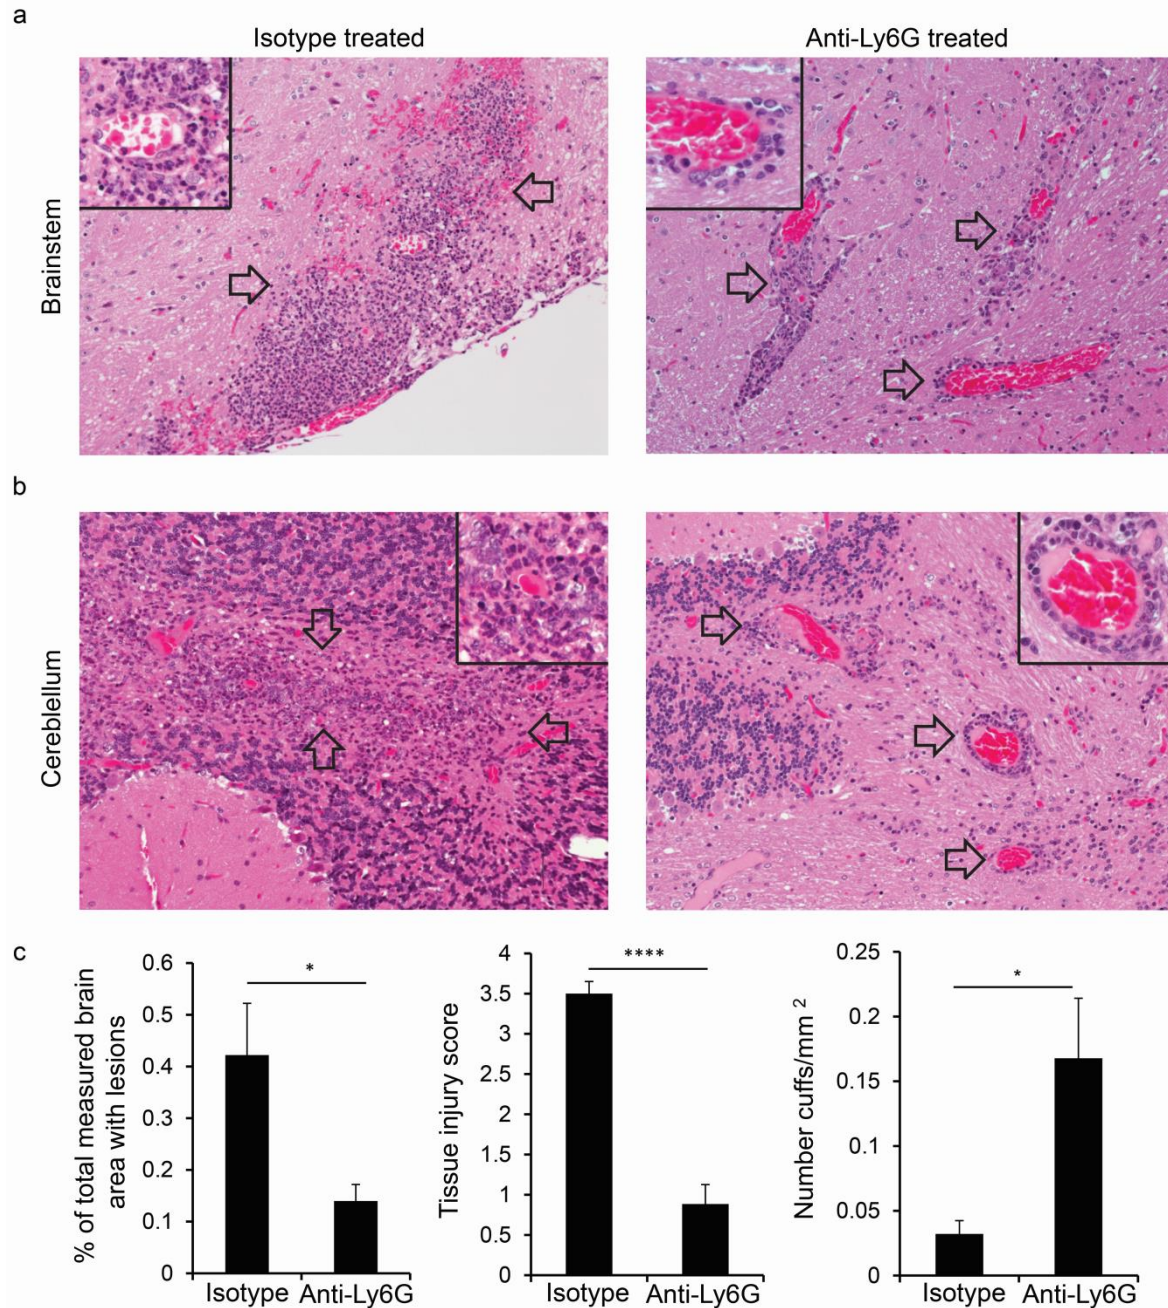 a
Isotype treated
Anti-Ly6G treated
Brainstem
b
Cereblellum
c
% of total measured brain
area with lesions
0.6
0.5
0.4
0.3
0.2
0.1
0
*
Isotype
Anti-Ly6G
Tissue injury score
4
3.5
3
2.5
2
1.5
1
0.5
0
****
Isotype
Anti-Ly6G
Number cuffs/mm 2
0.25
0.2
0.15
0.1
0.05
0
*
Isotype
Anti-Ly6G